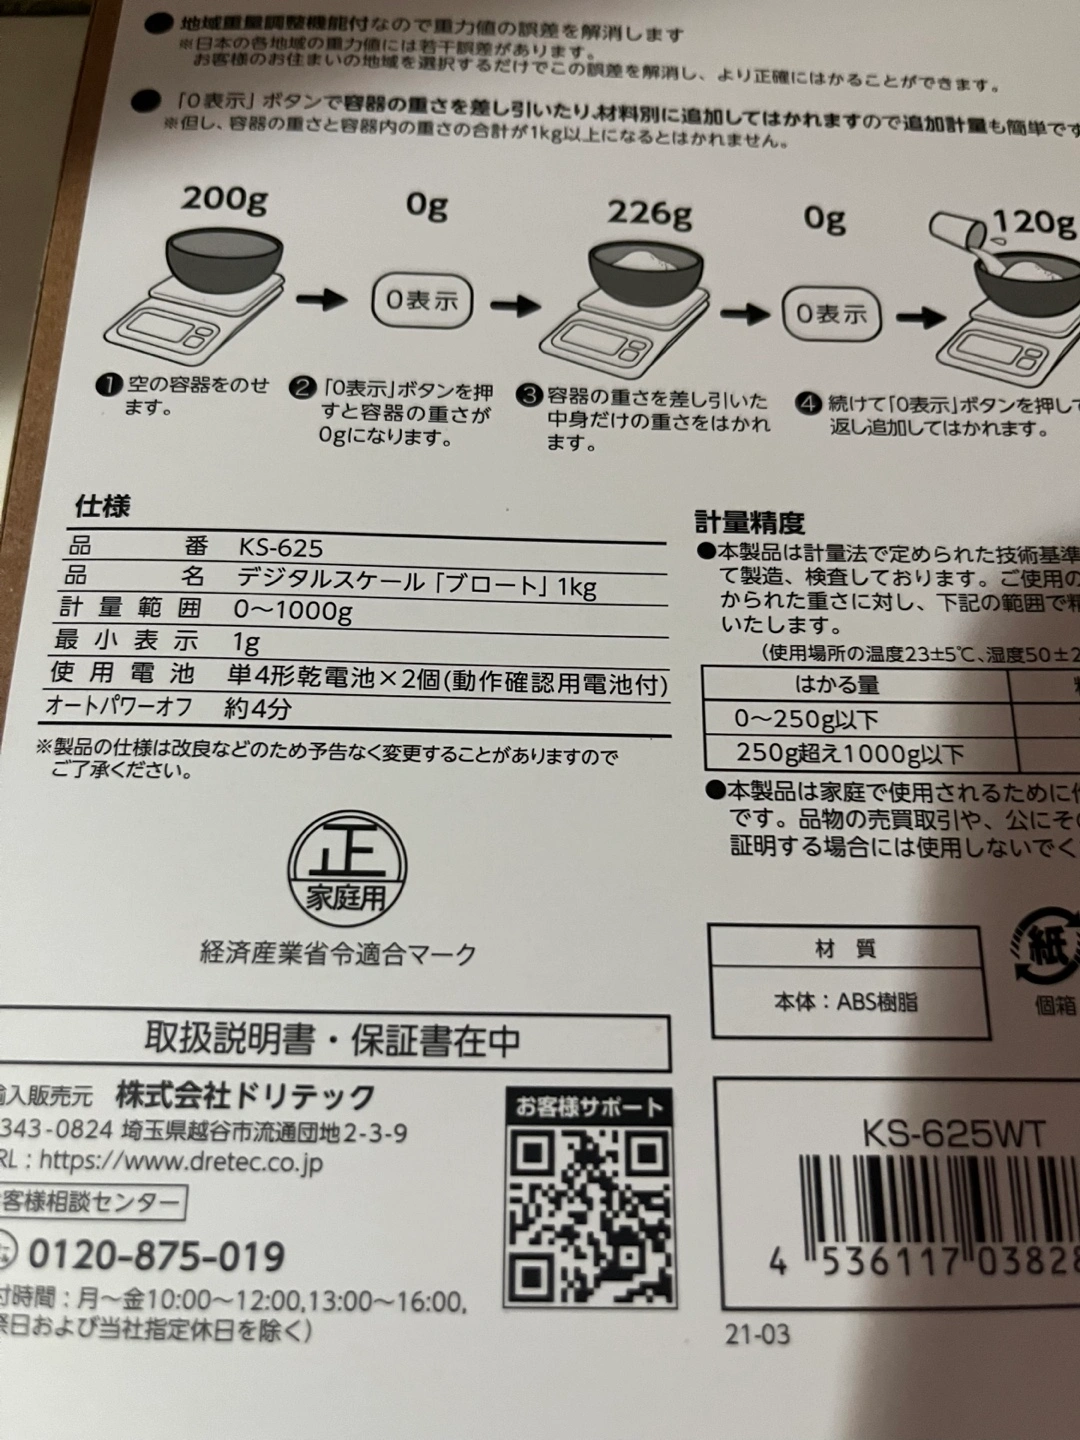 ●地域重量調整機能付なので重力値の誤差を解消します
※日本の各地域の重力値には若干誤差があります。
お客様のお住まいの地域を選択するだけでこの誤差を解消し、より正確にはかることができます。
●「0表示」ボタンで容器の重さを差し引いたり、材料別に追加してはかれますので追加計量も簡単です
※但し、容器の重さと容器内の重さの合計が1kg以上になるとはかれません。
200g
0g
226g
0g
120g
0表示
0表示
❶空の容器をのせ
ます。
❷「0表示」ボタンを押
すと容器の重さが
0gになります。
❸容器の重さを差し引いた
中身だけの重さをはかれ
ます。
❹続けて「0表示」ボタンを押して
返し追加してはかれます。
仕様
品番 KS-625
品名 デジタルスケール「ブロート」1kg
計量範囲 0〜1000g
最小表示 1g
使用電池 単4形乾電池×2個(動作確認用電池付)
オートパワーオフ 約4分
※製品の仕様は改良などのため予告なく変更することがありますので
ご了承ください。
正
家庭用
経済産業省令適合マーク
計量精度
●本製品は計量法で定められた技術基準
て製造、検査しております。ご使用の
かられた重さに対し、下記の範囲で精
いたします。
(使用場所の温度23±5℃、湿度50±2
はかる量
0〜250g以下
250g超え1000g以下
●本製品は家庭で使用されるために
です。品物の売買取引や、公にその
証明する場合には使用しないでく
材質
本体：ABS樹脂
紙
個箱
取扱説明書・保証書在中
輸入販売元 株式会社ドリテック
343-0824 埼玉県越谷市流通団地2-3-9
RL：https://www.dretec.co.jp
客様相談センター
0120-875-019
付時間：月〜金10:00〜12:00,13:00〜16:00,
祭日および当社指定休日を除く)
お客様サポート
KS-625WT
4 536117 03828
21-03